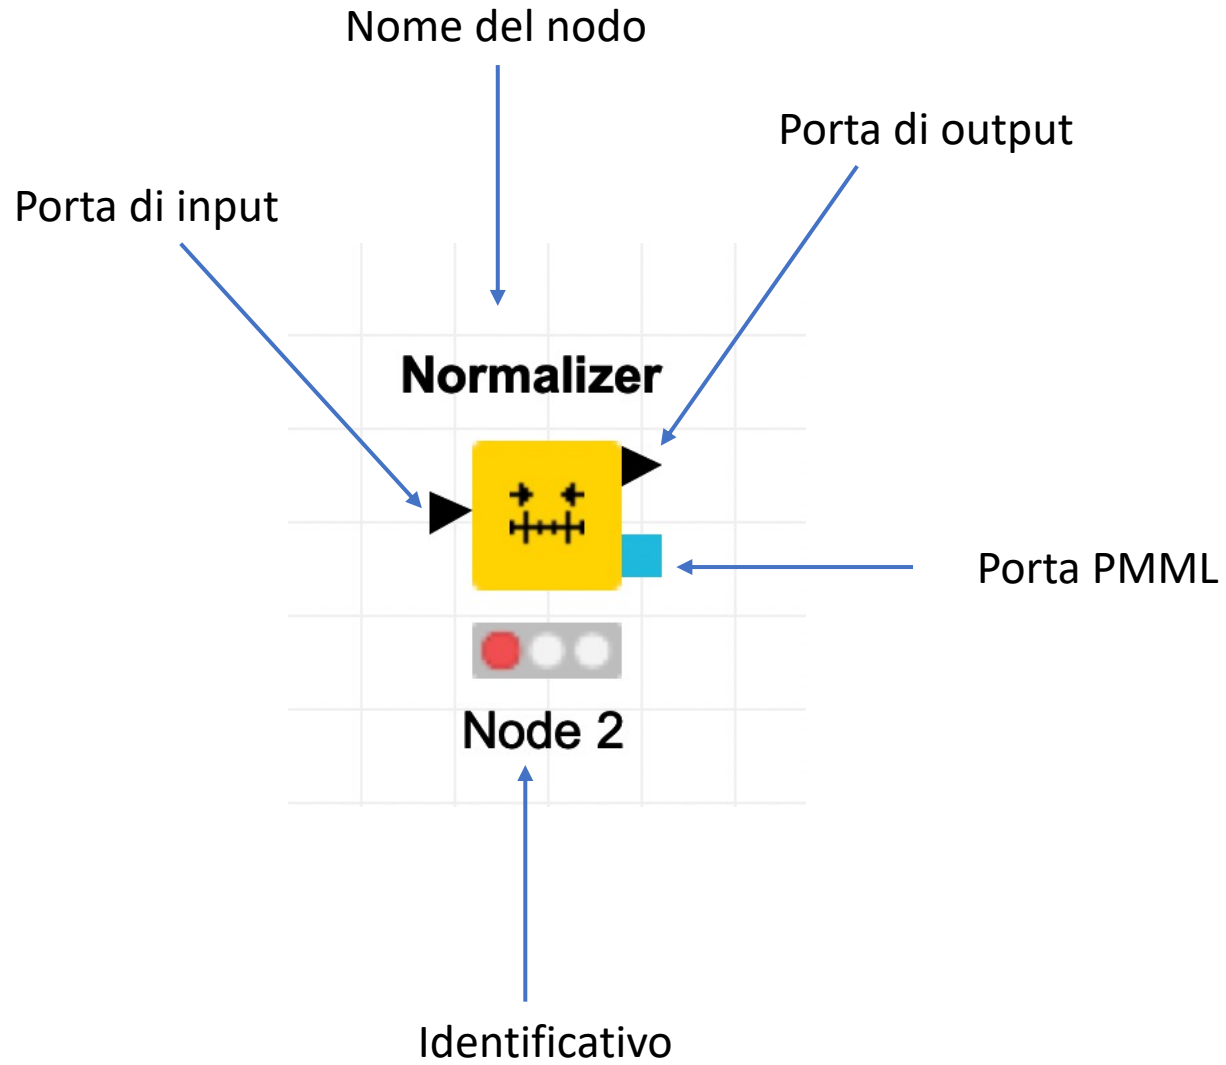 Nome del nodo
Porta di output
Porta di input
Normalizer
Porta PMML
Node 2
Identificativo